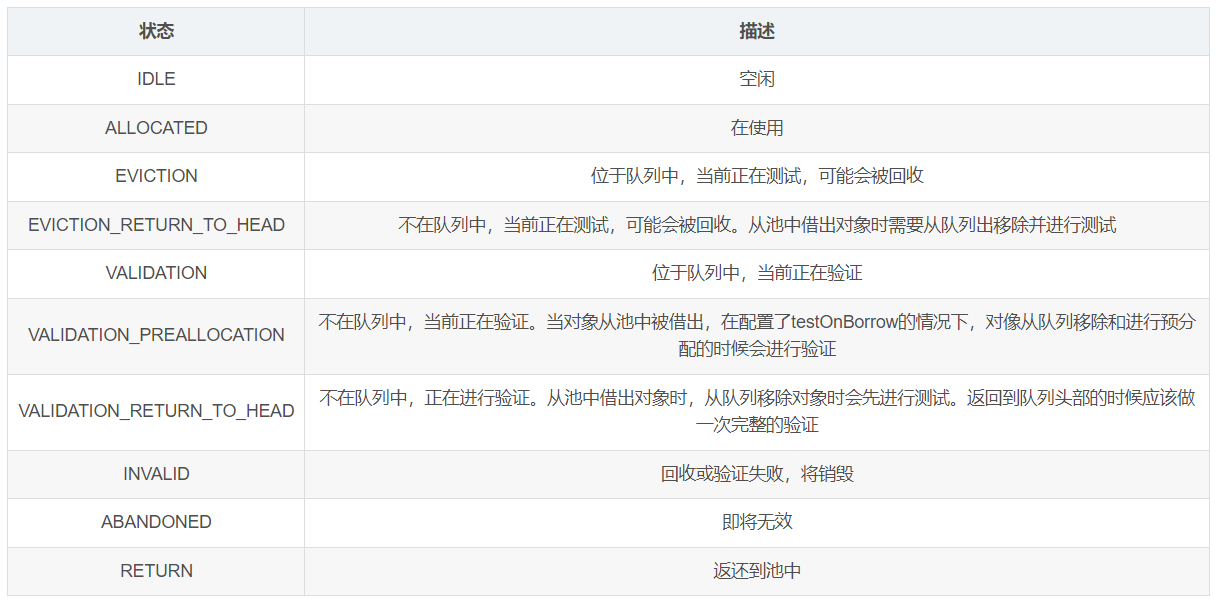 状态 描述
IDLE 空闲
ALLOCATED 在使用
EVICTION 位于队列中，当前正在测试，可能会被回收
EVICTION_RETURN_TO_HEAD 不在队列中，当前正在测试，可能会被回收。从池中借出对象时需要从队列出移除并进行测试
VALIDATION 位于队列中，当前正在验证
VALIDATION_PREALLOCATION 不在队列中，当前正在验证。当对象从池中被借出，在配置了testOnBorrow的情况下，对像从队列移除和进行预分
配的时候会进行验证
VALIDATION_RETURN_TO_HEAD 不在队列中，正在进行验证。从池中借出对象时，从队列移除对象时会先进行测试。返回到队列头部的时候应该做
一次完整的验证
INVALID 回收或验证失败，将销毁
ABANDONED 即将无效
RETURN 返还到池中